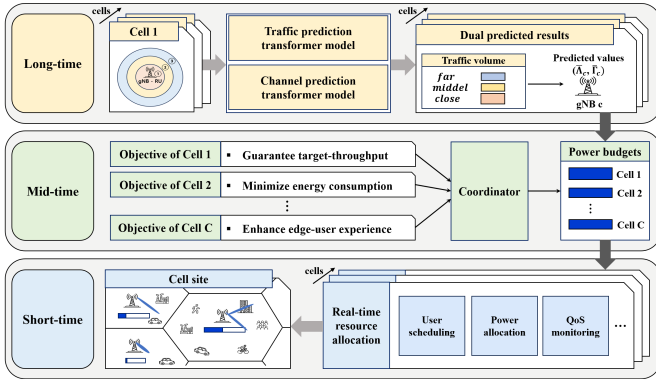 cells
Cell 1
3
2
1
gNB - RU
Long-time
Traffic prediction
transformer model
Channel prediction
transformer model
cells
Dual predicted results
Traffic volume
far
middel
close
Predicted values
(Λ̄c, Γ̄c)
gNB c
Mid-time
Objective of Cell 1
▪ Guarantee target-throughput
Objective of Cell 2
▪ Minimize energy consumption
⋮
Objective of Cell C
▪ Enhance edge-user experience
Coordinator
Power budgets
Cell 1
Cell 2
⋮
Cell C
Short-time
Cell site
cells
Real-time
resource
allocation
User
scheduling
Power
allocation
QoS
monitoring
...